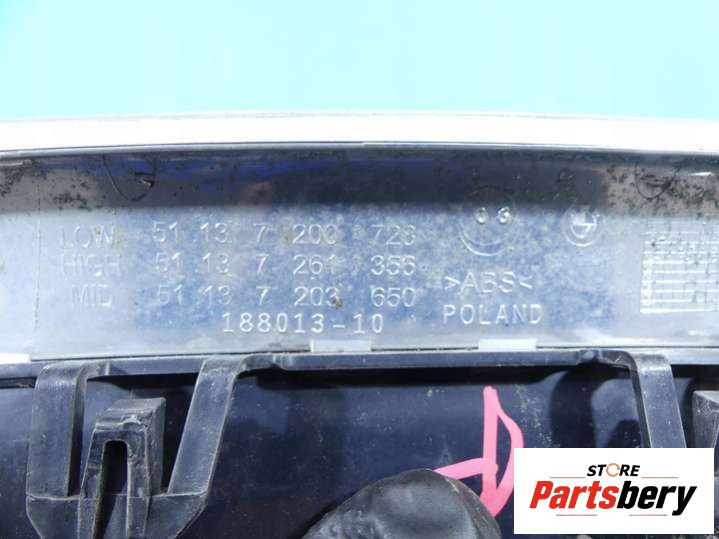 LOW 51 13 7 200 728
HIGH 51 13 7 261 356
MID 51 13 7 203 650
188013-10
>ABS<
POLAND
STORE
Partsbery